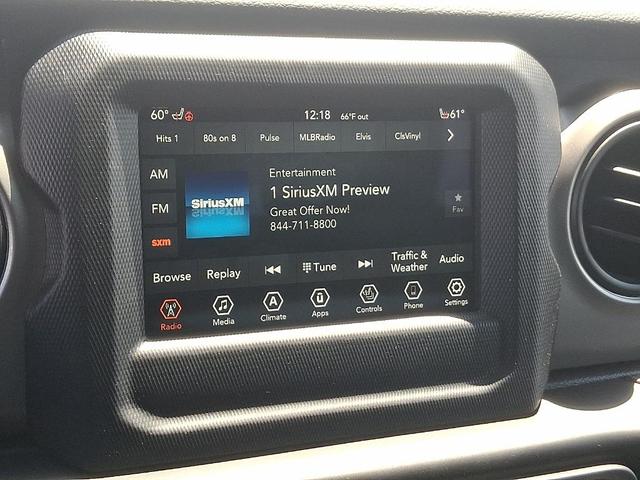 60° 12:18 66°F out 61°
Hits 1 80s on 8 Pulse MLBRadio Elvis ClsVinyl
AM
FM
sxm
SiriusXM
Entertainment
1 SiriusXM Preview
Great Offer Now!
844-711-8800
Fav
Browse Replay Tune Traffic & Weather Audio
Radio Media Climate Apps Controls Phone Settings